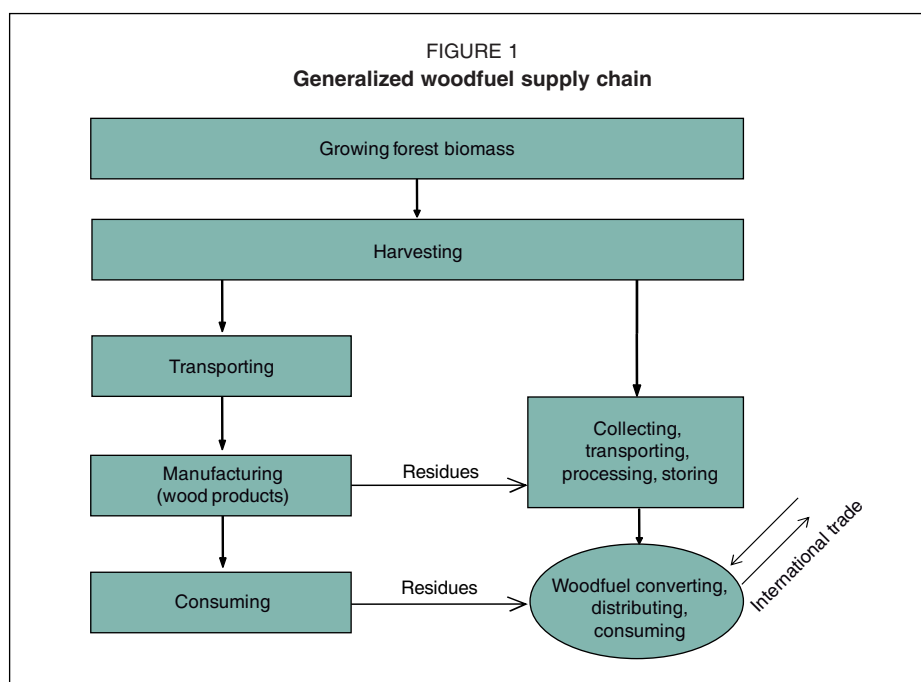 FIGURE 1
Generalized woodfuel supply chain
Growing forest biomass
Harvesting
Transporting
Manufacturing
(wood products)
Residues
Collecting,
transporting,
processing, storing
Consuming
Residues
Woodfuel converting,
distributing,
consuming
International trade